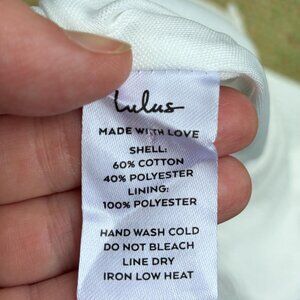 Lulus
MADE WITH LOVE
SHELL:
60% COTTON
40% POLYESTER
LINING:
100% POLYESTER
HAND WASH COLD
DO NOT BLEACH
LINE DRY
IRON LOW HEAT